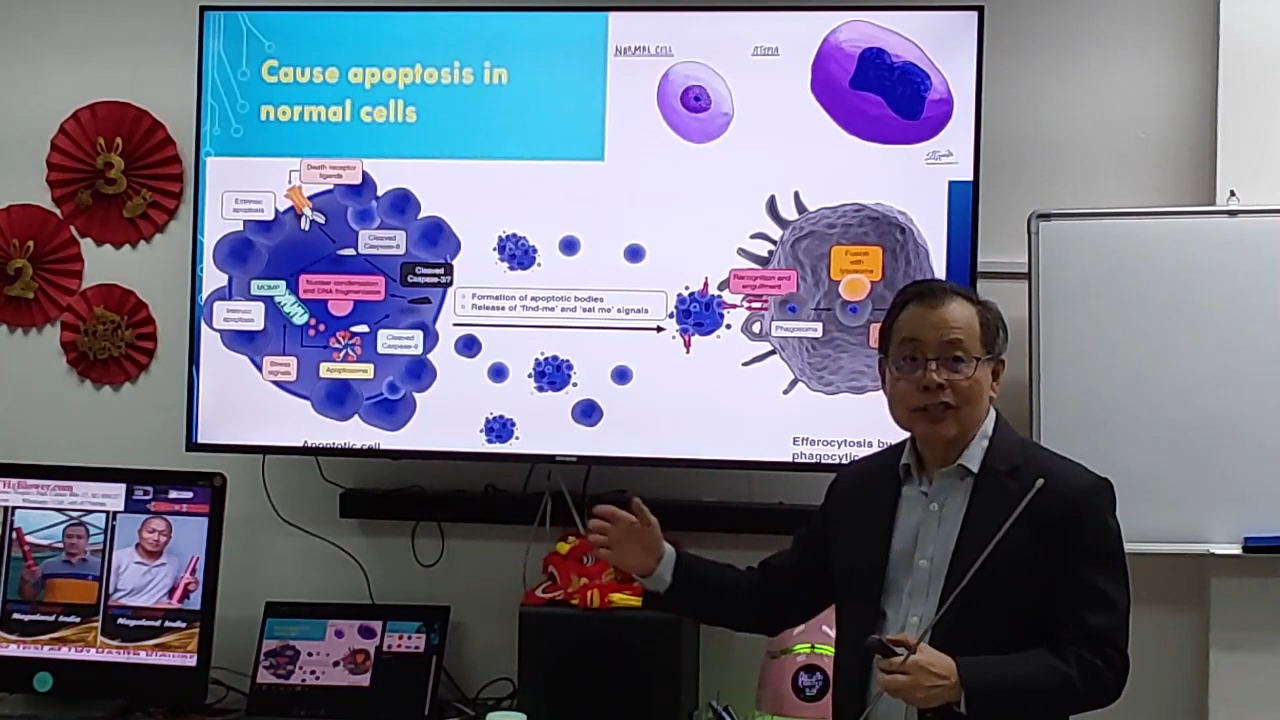 Cause apoptosis in
normal cells
NORMAL CELL
Death receptor
ligands
Extrinsic
apoptosis
Cleaved
Caspase-8
Cleaved
Caspase-3/7
MOMP
Nuclear condensation
and DNA fragmentation
Intrinsic
apoptosis
Cleaved
Caspase-9
Stress
signals
Apoptosome
Formation of apoptotic bodies
Release of 'find-me' and 'eat me' signals
Recognition and
engulfment
Fusion
with
lysosome
Phagosome
Apoptotic cell
Efferocytosis by
phagocytic
3
2
Nagaland India
Nagaland India